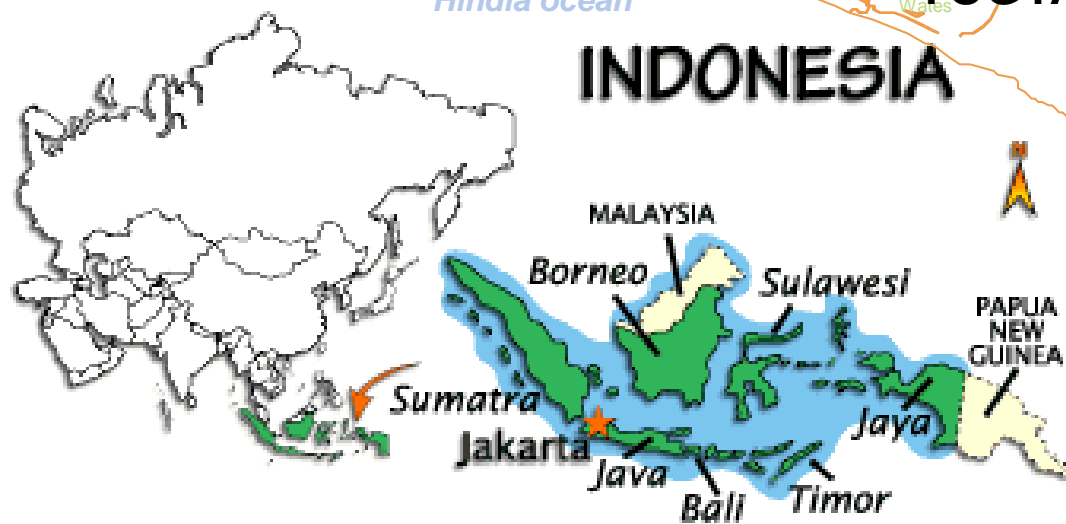 Hindia ocean
Wates
INDONESIA
N
MALAYSIA
Borneo
Sulawesi
PAPUA
NEW
GUINEA
Sumatra
Jaya
Jakarta
Java
Timor
Bali